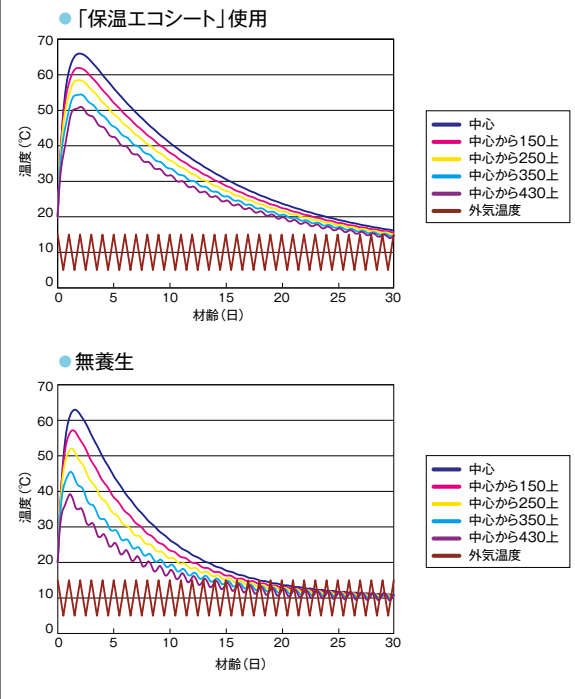 「保温エコシート」使用
70
60
50
40
30
20
10
0
温度(℃)
0 5 10 15 20 25 30
材齢(日)
中心
中心から150上
中心から250上
中心から350上
中心から430上
外気温度
無養生
70
60
50
40
30
20
10
0
温度(℃)
0 5 10 15 20 25 30
材齢(日)
中心
中心から150上
中心から250上
中心から350上
中心から430上
外気温度